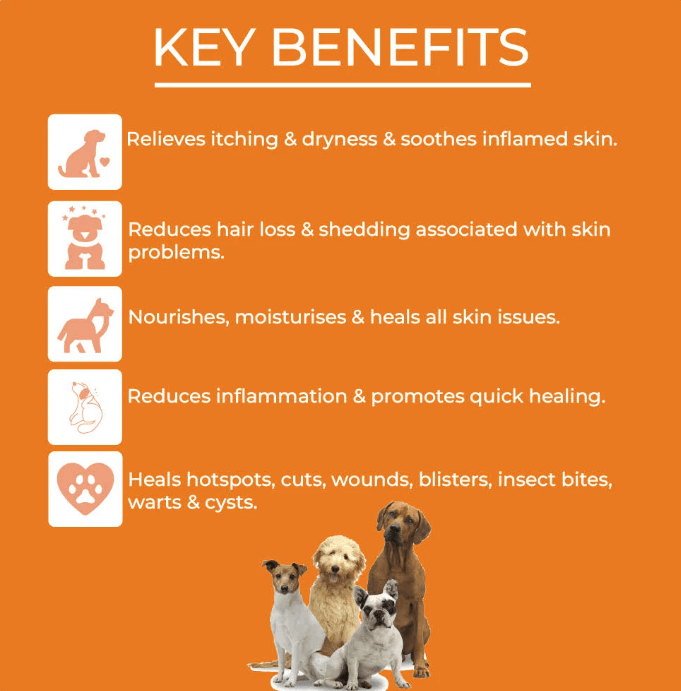 KEY BENEFITS
Relieves itching & dryness & soothes inflamed skin.
Reduces hair loss & shedding associated with skin
problems.
Nourishes, moisturises & heals all skin issues.
Reduces inflammation & promotes quick healing.
Heals hotspots, cuts, wounds, blisters, insect bites,
warts & cysts.